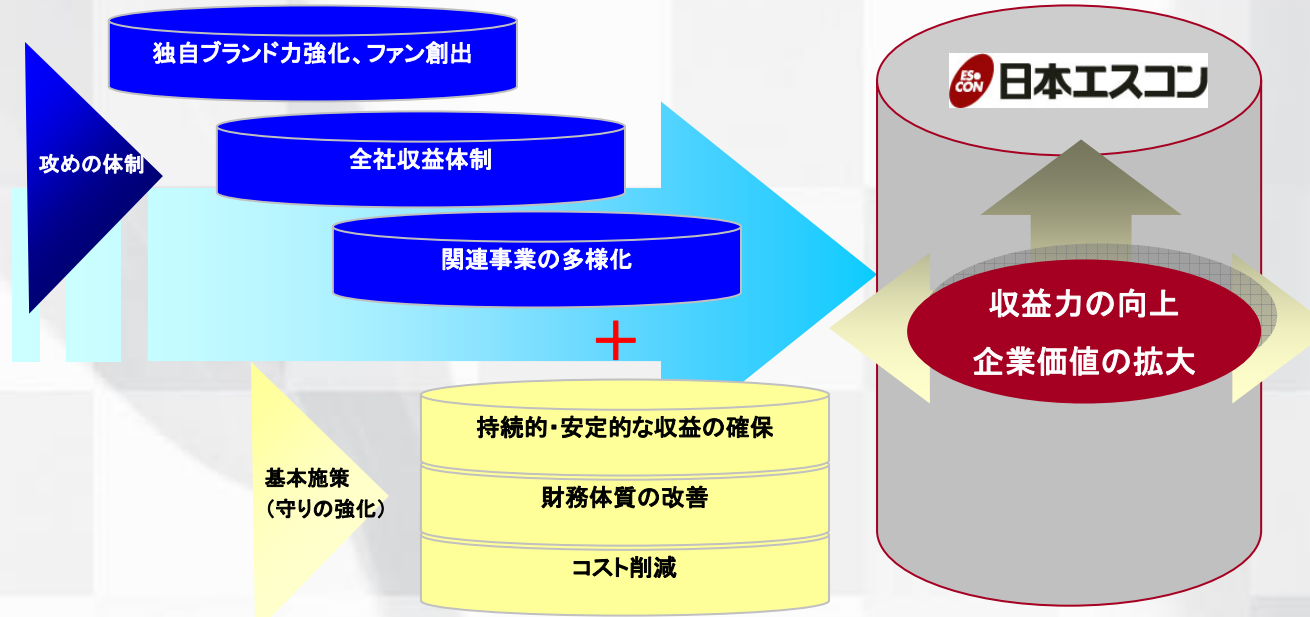 独自ブランド力強化、ファン創出
攻めの体制
全社収益体制
関連事業の多様化
+
基本施策
(守りの強化)
持続的・安定的な収益の確保
財務体質の改善
コスト削減
ES・CON 日本エスコン
収益力の向上
企業価値の拡大